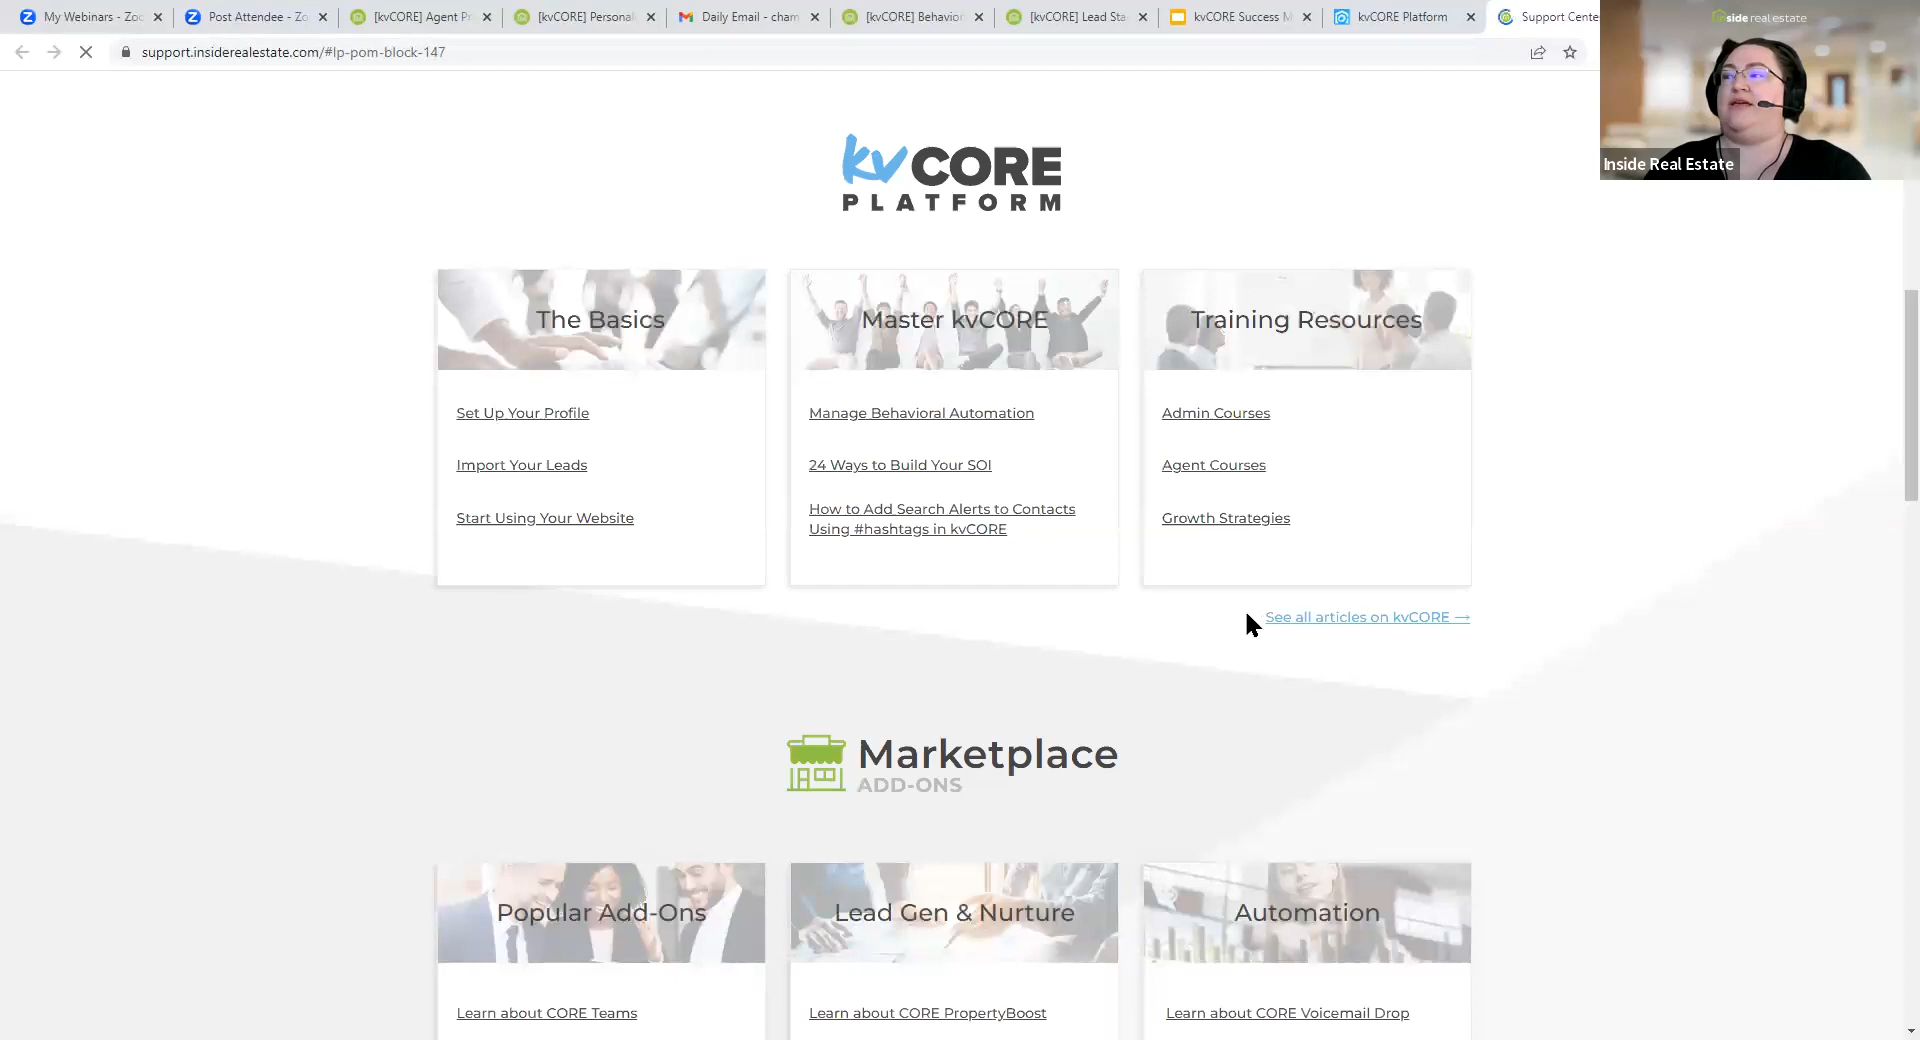 My Webinars - Zoo
Post Attendee - Zo
[kvCORE] Agent Pr
[kvCORE] Personal
Daily Email - cham
[kvCORE] Behavior
[kvCORE] Lead Sta
kvCORE Success M
kvCORE Platform
Support Cente
support.insiderealestate.com/#lp-pom-block-147
inside real estate
Inside Real Estate
kvCORE
PLATFORM
The Basics
Master kvCORE
Training Resources
Set Up Your Profile
Manage Behavioral Automation
Admin Courses
Import Your Leads
24 Ways to Build Your SOI
Agent Courses
Start Using Your Website
How to Add Search Alerts to Contacts
Using #hashtags in kvCORE
Growth Strategies
See all articles on kvCORE →
Marketplace
ADD-ONS
Popular Add-Ons
Lead Gen & Nurture
Automation
Learn about CORE Teams
Learn about CORE PropertyBoost
Learn about CORE Voicemail Drop